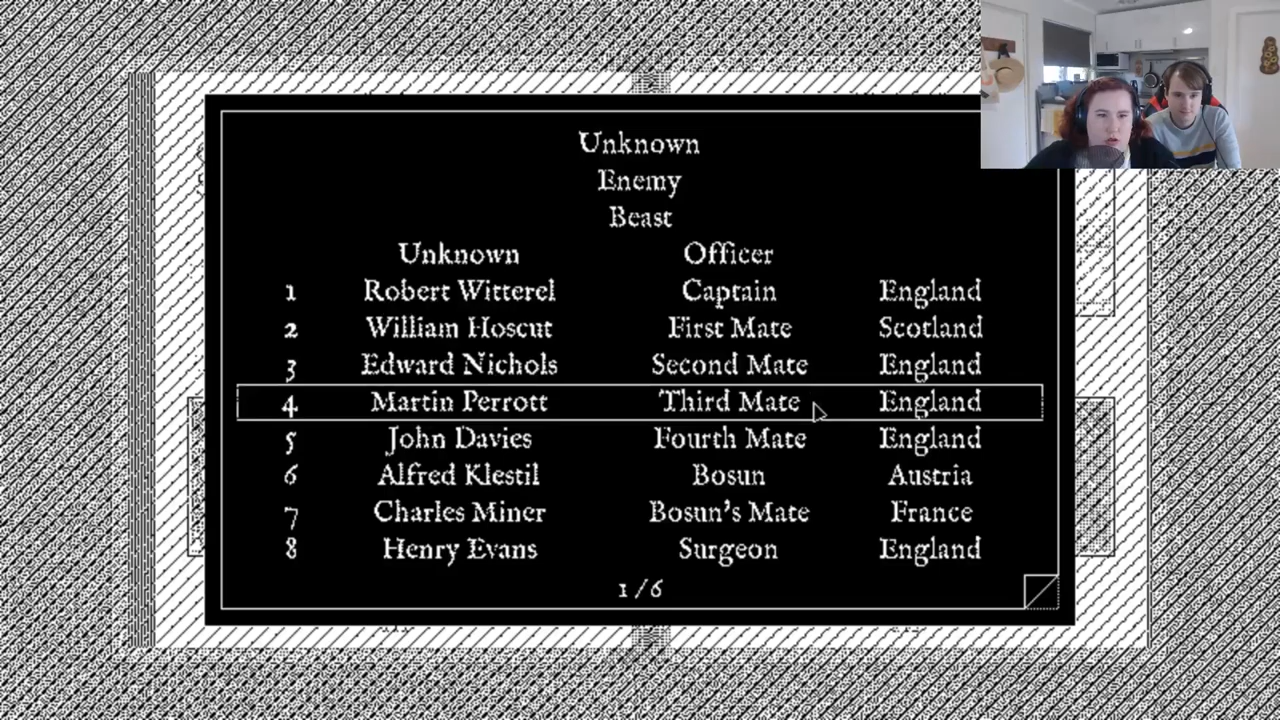 Unknown
Enemy
Beast
Unknown Officer
1 Robert Witterel Captain England
2 William Hoscut First Mate Scotland
3 Edward Nichols Second Mate England
4 Martin Perrott Third Mate England
5 John Davies Fourth Mate England
6 Alfred Klestil Bosun Austria
7 Charles Miner Bosun's Mate France
8 Henry Evans Surgeon England
1/6